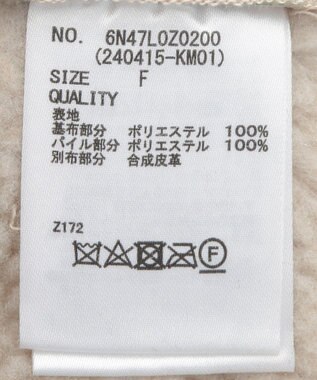 NO. 6N47L0Z0200
(240415-KM01)
SIZE F
QUALITY
表地
基布部分 ポリエステル 100%
パイル部分 ポリエステル 100%
別布部分 合成皮革
Z172
F